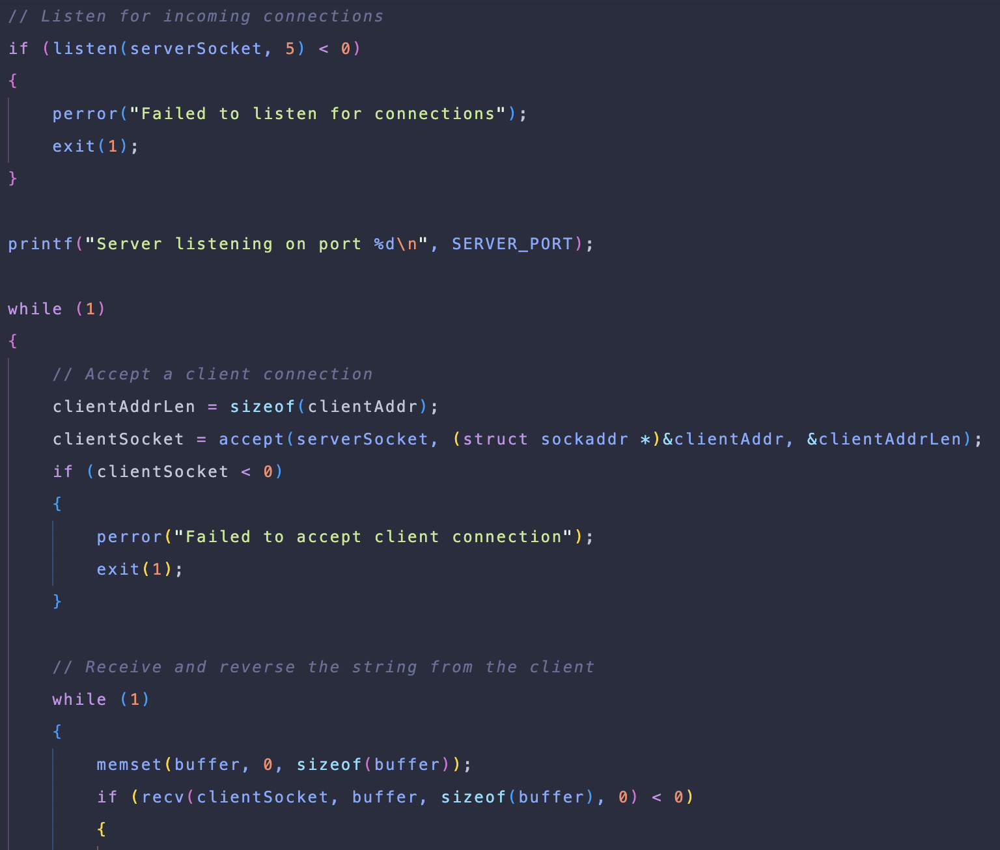 // Listen for incoming connections
if (listen(serverSocket, 5) < 0)
{
    perror("Failed to listen for connections");
    exit(1);
}

printf("Server listening on port %d\n", SERVER_PORT);

while (1)
{
    // Accept a client connection
    clientAddrLen = sizeof(clientAddr);
    clientSocket = accept(serverSocket, (struct sockaddr *)&clientAddr, &clientAddrLen);
    if (clientSocket < 0)
    {
        perror("Failed to accept client connection");
        exit(1);
    }

    // Receive and reverse the string from the client
    while (1)
    {
        memset(buffer, 0, sizeof(buffer));
        if (recv(clientSocket, buffer, sizeof(buffer), 0) < 0)
        {